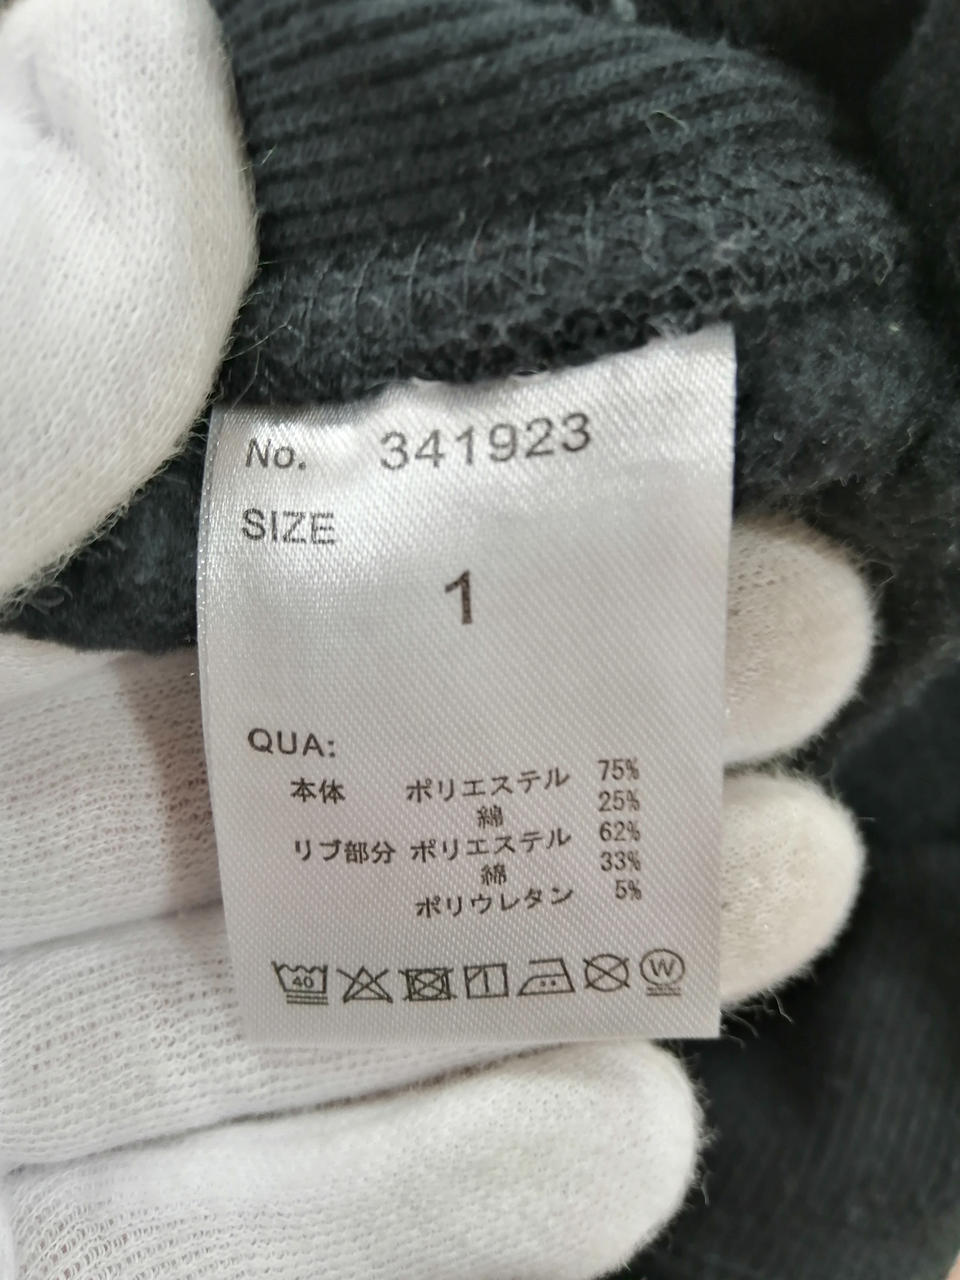 No. 341923
SIZE
1
QUA:
本体 ポリエステル 75%
綿 25%
リブ部分 ポリエステル 62%
綿 33%
ポリウレタン 5%
40 W